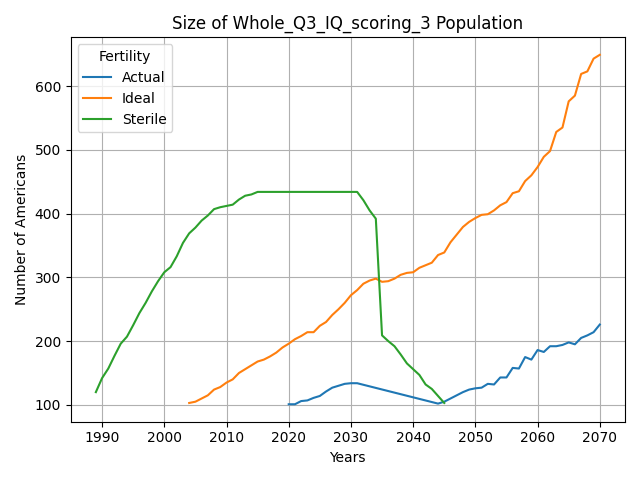 Size of Whole_Q3_IQ_scoring_3 Population
Fertility
Actual
Ideal
Sterile
Number of Americans
600
500
400
300
200
100
1990 2000 2010 2020 2030 2040 2050 2060 2070
Years